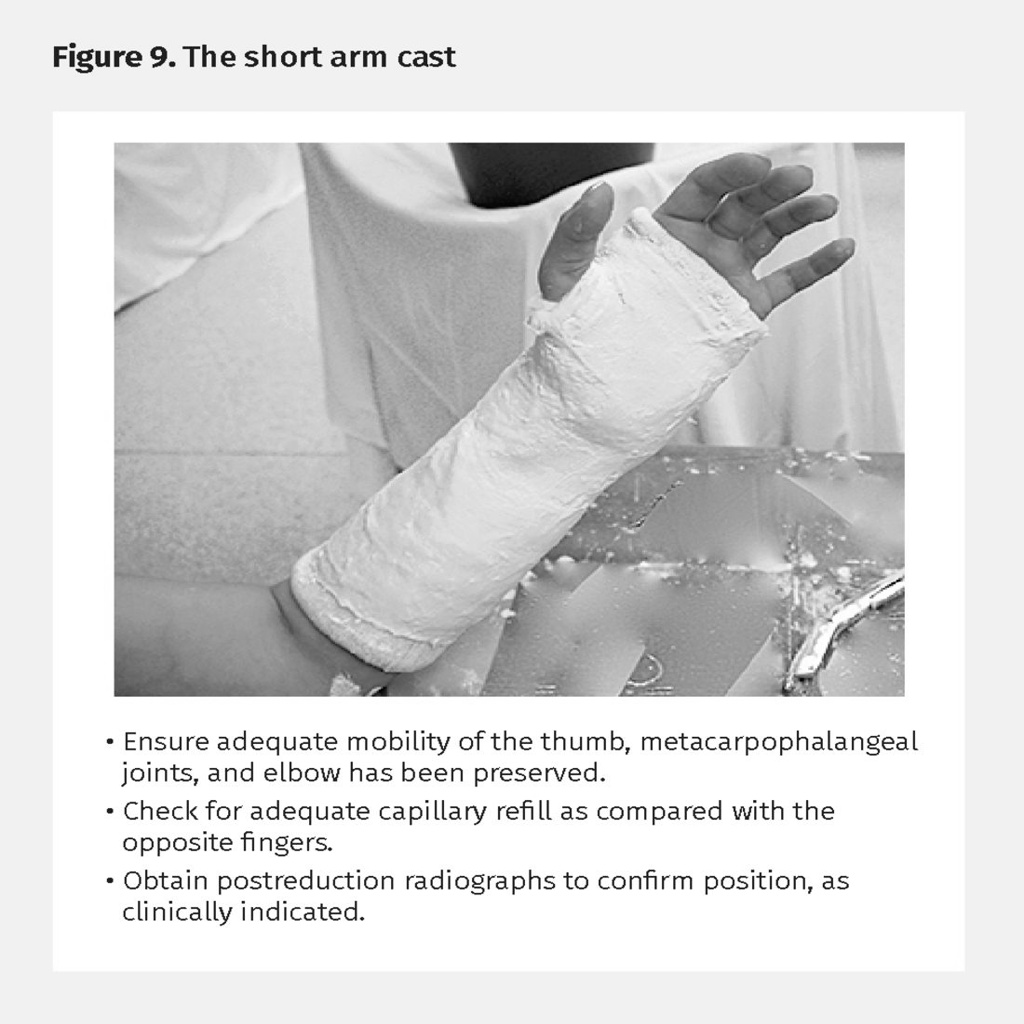 Figure 9. The short arm cast
• Ensure adequate mobility of the thumb, metacarpophalangeal
joints, and elbow has been preserved.
• Check for adequate capillary refill as compared with the
opposite fingers.
• Obtain postreduction radiographs to confirm position, as
clinically indicated.